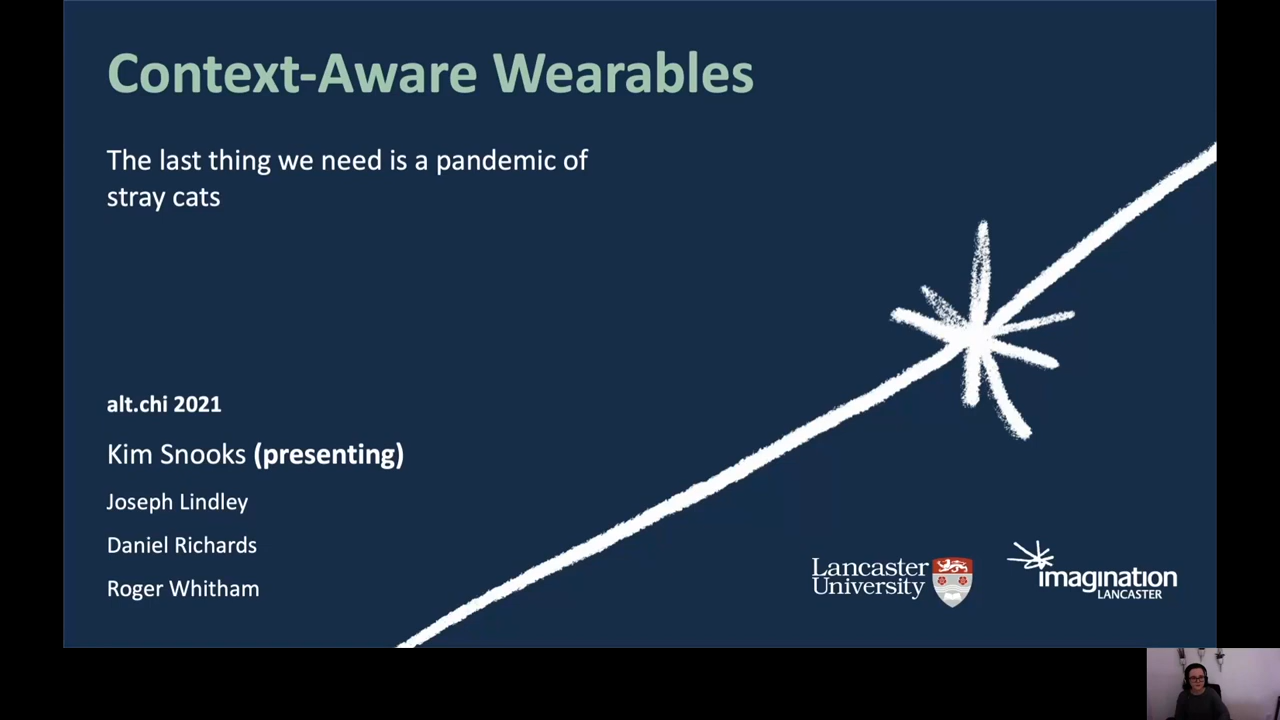 Context-Aware Wearables
The last thing we need is a pandemic of
stray cats
alt.chi 2021
Kim Snooks (presenting)
Joseph Lindley
Daniel Richards
Roger Whitham
Lancaster
University
imagination
LANCASTER